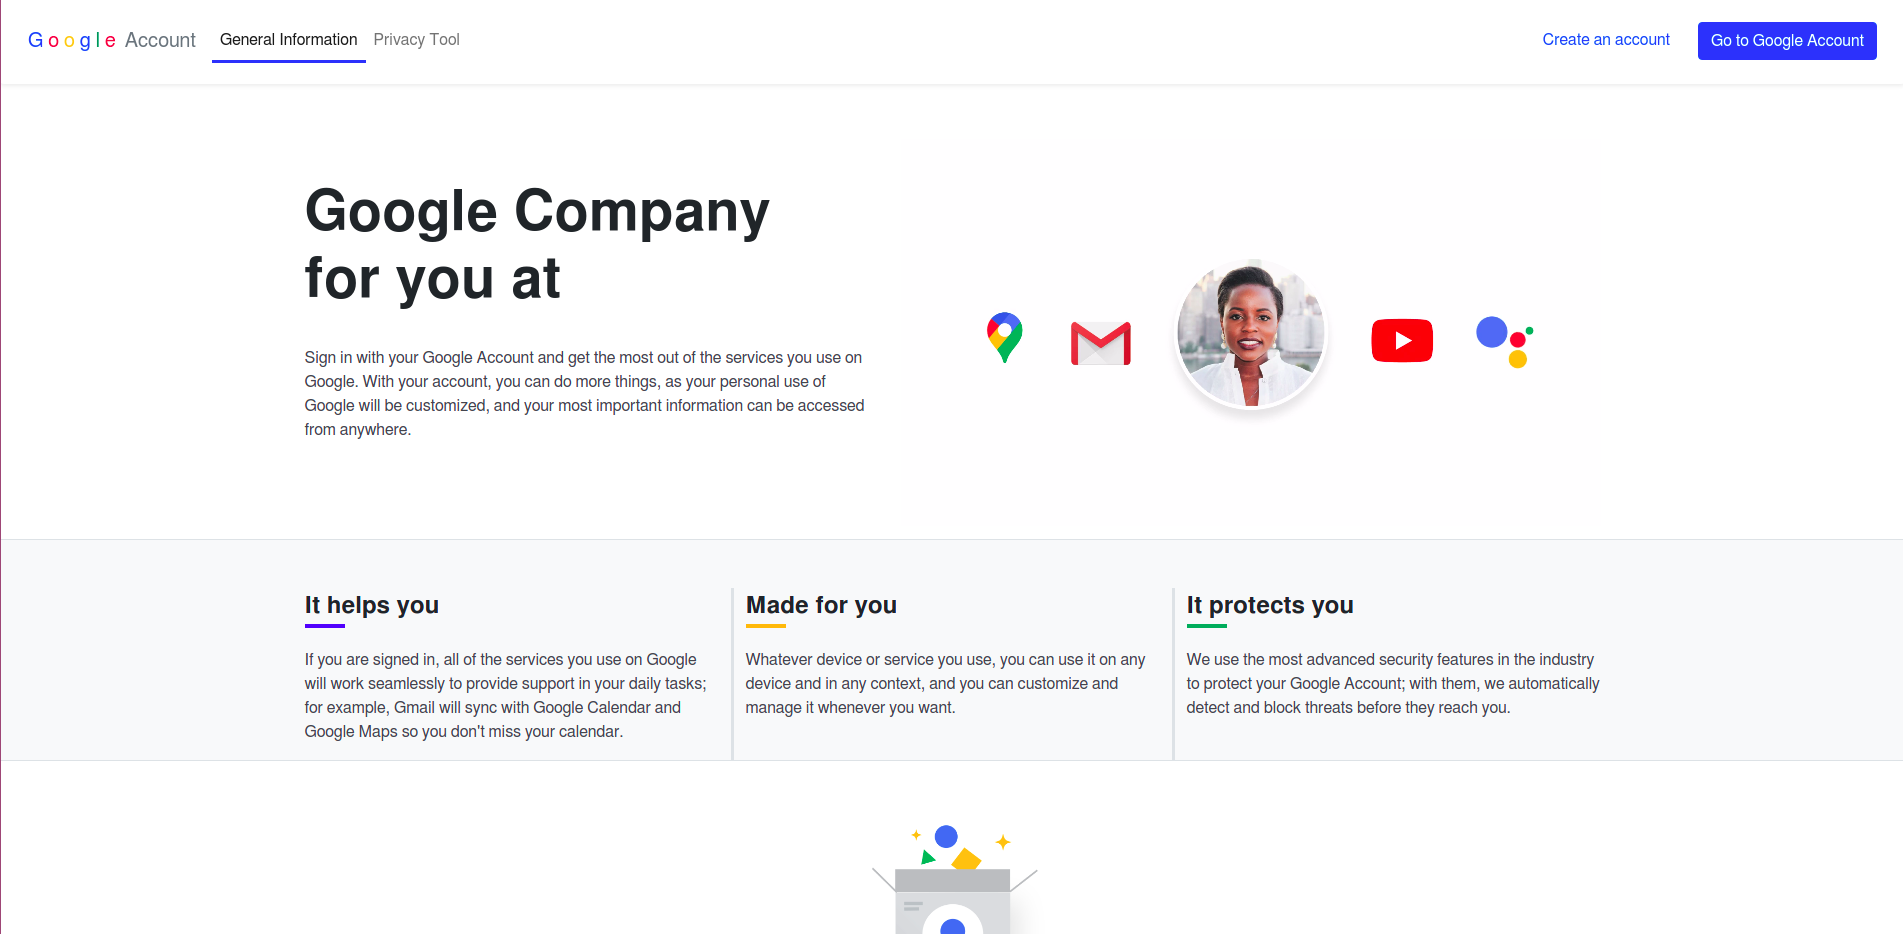 Google Account General Information Privacy Tool Create an account Go to Google Account
Google Company
for you at
Sign in with your Google Account and get the most out of the services you use on
Google. With your account, you can do more things, as your personal use of
Google will be customized, and your most important information can be accessed
from anywhere.
It helps you
If you are signed in, all of the services you use on Google
will work seamlessly to provide support in your daily tasks;
for example, Gmail will sync with Google Calendar and
Google Maps so you don't miss your calendar.
Made for you
Whatever device or service you use, you can use it on any
device and in any context, and you can customize and
manage it whenever you want.
It protects you
We use the most advanced security features in the industry
to protect your Google Account; with them, we automatically
detect and block threats before they reach you.